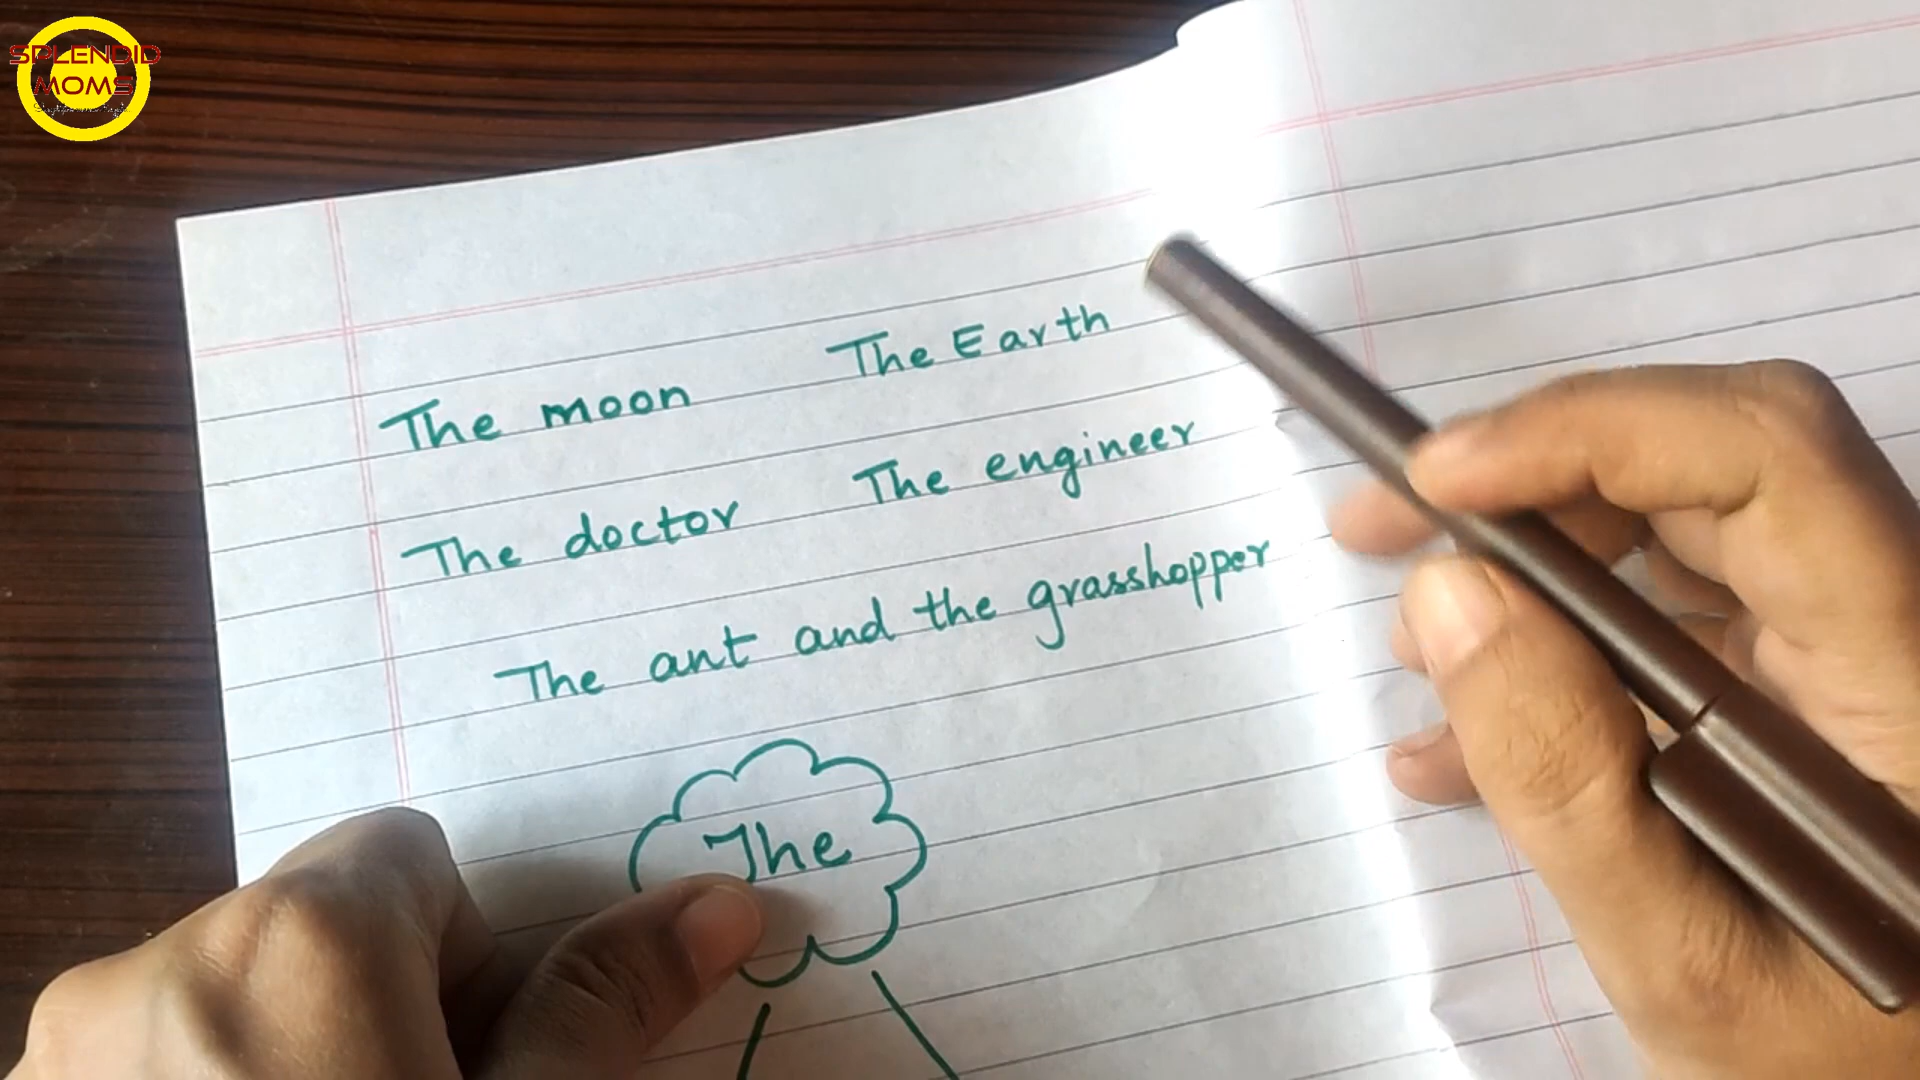 SPLENDID
MOMS
The moon The Earth
The doctor The engineer
The ant and the grasshopper
The